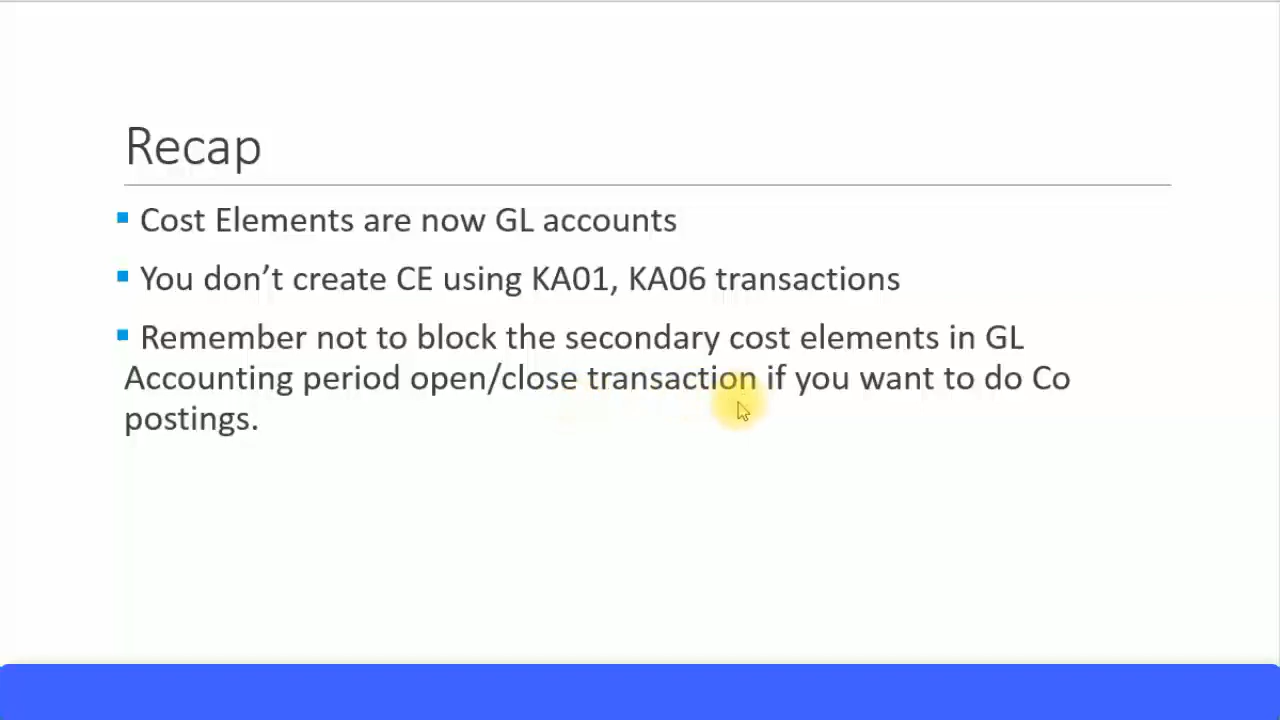 Recap
Cost Elements are now GL accounts
You don’t create CE using KA01, KA06 transactions
Remember not to block the secondary cost elements in GL
Accounting period open/close transaction if you want to do Co
postings.